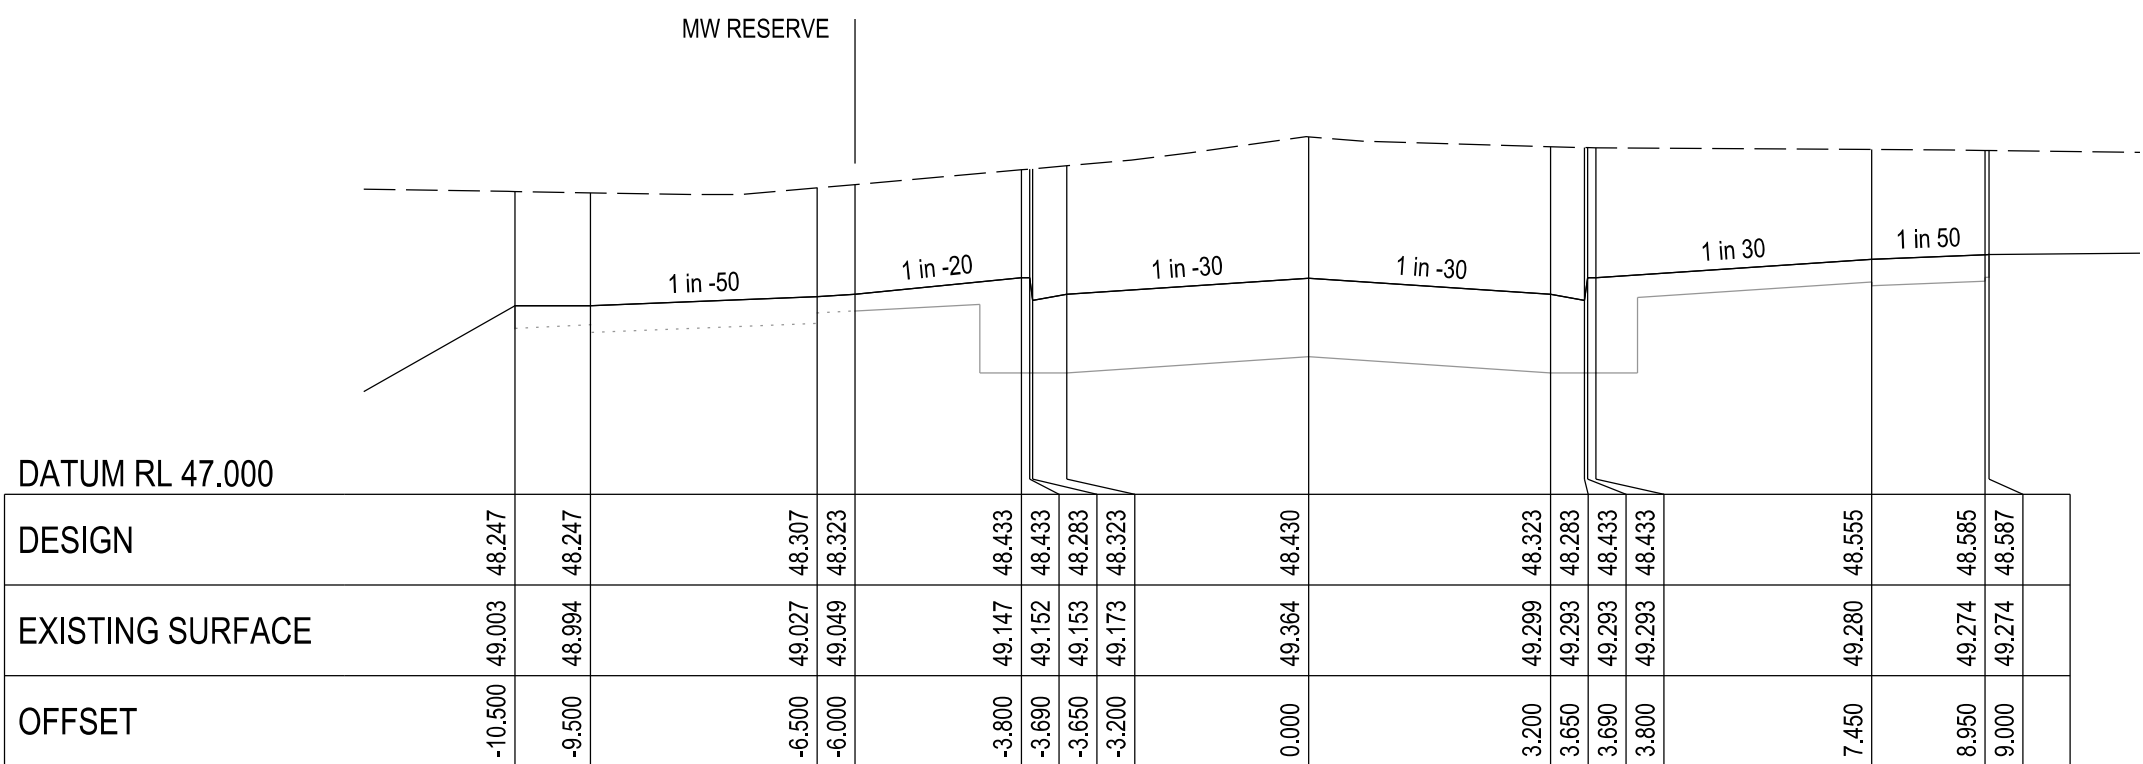 MW RESERVE
1 in -50
1 in -20
1 in -30
1 in -30
1 in 30
1 in 50
DATUM RL 47.000
DESIGN 48.247 48.247 48.307 48.323 48.433 48.433 48.283 48.323 48.430 48.323 48.283 48.433 48.433 48.555 48.585 48.587
EXISTING SURFACE 49.003 48.994 49.027 49.049 49.147 49.152 49.153 49.173 49.364 49.299 49.293 49.293 49.293 49.280 49.274 49.274
OFFSET -10.500 -9.500 -6.500 -6.000 -3.800 -3.690 -3.650 -3.200 0.000 3.200 3.650 3.690 3.800 7.450 8.950 9.000